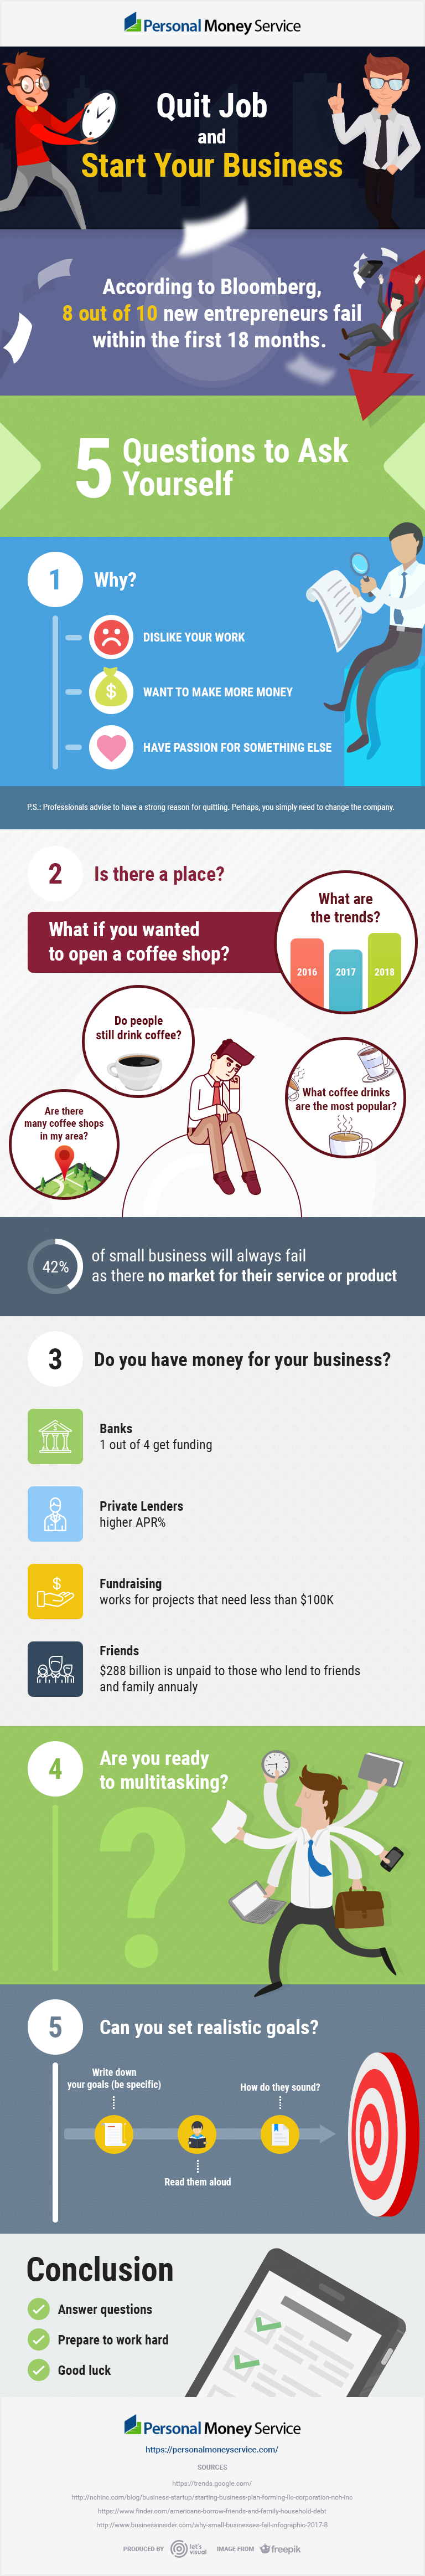 Personal Money Service
Quit Job
and
Start Your Business
According to Bloomberg,
8 out of 10 new entrepreneurs fail
within the first 18 months.
5 Questions to Ask
Yourself
1 Why?
DISLIKE YOUR WORK
$
WANT TO MAKE MORE MONEY
HAVE PASSION FOR SOMETHING ELSE
P.S.: Professionals advise to have a strong reason for quitting. Perhaps, you simply need to change the company.
2 Is there a place?
What if you wanted
to open a coffee shop?
What are
the trends?
2016 2017 2018
Do people
still drink coffee?
What coffee drinks
are the most popular?
Are there
many coffee shops
in my area?
42%
of small business will always fail
as there no market for their service or product
3 Do you have money for your business?
Banks
1 out of 4 get funding
Private Lenders
higher APR%
$
Fundraising
works for projects that need less than $100K
Friends
$288 billion is unpaid to those who lend to friends
and family annualy
4 Are you ready
to multitasking?
?
5 Can you set realistic goals?
Write down
your goals (be specific)
How do they sound?
Read them aloud
Conclusion
Answer questions
Prepare to work hard
Good luck
Personal Money Service
https://personalmoneyservice.com/
SOURCES
https://trends.google.com/
http://nchinc.com/blog/business-startup/starting-business-plan-forming-llc-corporation-nch-inc
https://www.finder.com/americans-borrow-friends-and-family-household-debt
http://www.businessinsider.com/why-small-businesses-fail-infographic-2017-8
PRODUCED BY let's visual IMAGE FROM freepik